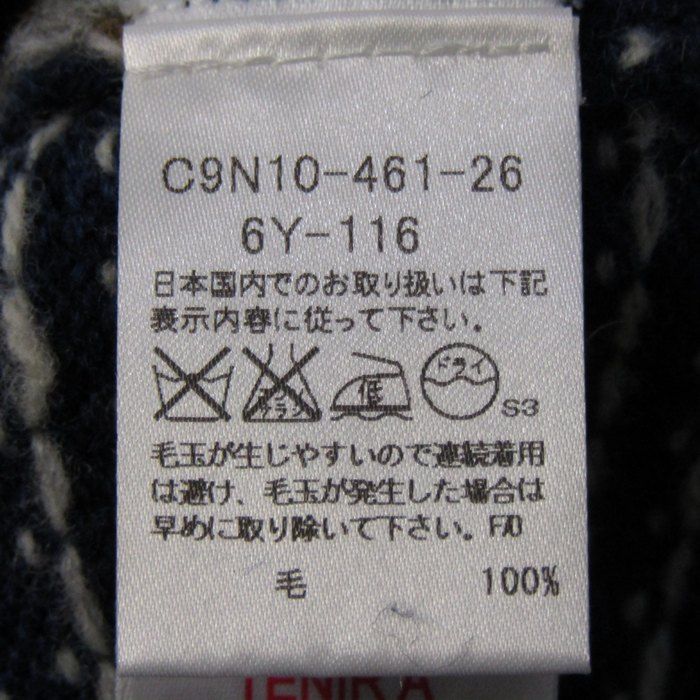 C9N10-461-26
6Y-116
日本国内でのお取り扱いは下記
表示内容に従って下さい。
低 ドライ
S3
毛玉が生じやすいので連続着用
は避け、毛玉が発生した場合は
早めに取り除いて下さい。F/O
毛 100%